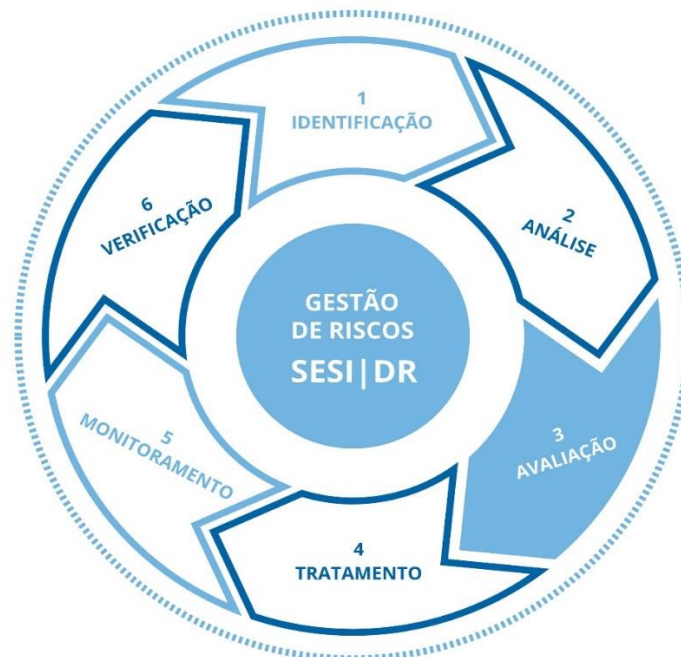 1
IDENTIFICAÇÃO
2
ANÁLISE
3
AVALIAÇÃO
4
TRATAMENTO
5
MONITORAMENTO
6
VERIFICAÇÃO
GESTÃO
DE RISCOS
SESI|DR